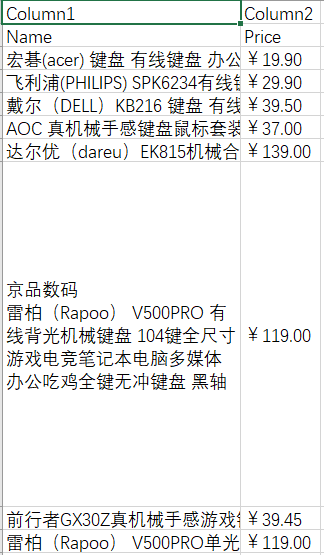 Column1 Column2
Name Price
宏碁(acer) 键盘 有线键盘 办公 ￥19.90
飞利浦(PHILIPS) SPK6234有线 ￥29.90
戴尔（DELL）KB216 键盘 有线 ￥39.50
AOC 真机械手感键盘鼠标套装 ￥37.00
达尔优（dareu）EK815机械合 ￥139.00
京品数码
雷柏（Rapoo） V500PRO 有
线背光机械键盘 104键全尺寸 ￥119.00
游戏电竞笔记本电脑多媒体
办公吃鸡全键无冲键盘 黑轴
前行者GX30Z真机械手感游戏 ￥39.45
雷柏（Rapoo） V500PRO单光 ￥119.00